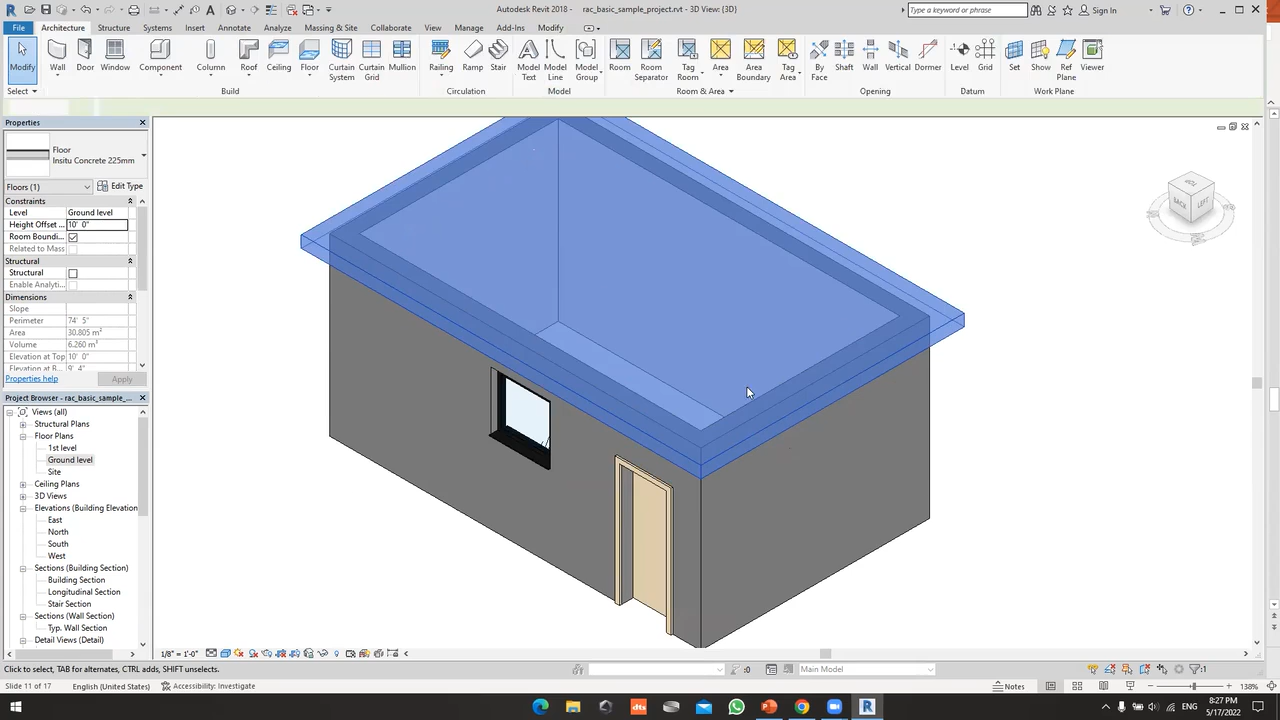 Autodesk Revit 2018 - rac_basic_sample_project.rvt - 3D View: {3D}
Type a keyword or phrase
Sign In
File Architecture Structure Systems Insert Annotate Analyze Massing & Site Collaborate View Manage Add-Ins Modify
Modify Wall Door Window Component Column Roof Ceiling Floor Curtain System Curtain Grid Mullion Railing Ramp Stair Model Text Model Line Model Group Room Room Separator Tag Room Area Area Boundary Tag Area By Face Shaft Wall Vertical Dormer Level Grid Set Show Ref Plane Viewer
Select Build Circulation Model Room & Area Opening Datum Work Plane
Properties
Floor
Insitu Concrete 225mm
Floors (1) Edit Type
Constraints
Level Ground level
Height Offset ... 10' 0"
Room Boundi...
Related to Mass
Structural
Structural
Enable Analyti...
Dimensions
Slope
Perimeter 74' 5"
Area 30.805 m²
Volume 6.260 m³
Elevation at Top 10' 0"
Elevation at B... 9' 4"
Properties help Apply
Project Browser - rac_basic_sample_...
Views (all)
Structural Plans
Floor Plans
1st level
Ground level
Site
Ceiling Plans
3D Views
Elevations (Building Elevation
East
North
South
West
Sections (Building Section)
Building Section
Longitudinal Section
Stair Section
Sections (Wall Section)
Typ. Wall Section
Detail Views (Detail)
BACK LEFT
1/8" = 1'-0"
Click to select, TAB for alternates, CTRL adds, SHIFT unselects.
:0 Main Model :1
Slide 11 of 17 English (United States) Accessibility: Investigate Notes 138%
dts
ENG
8:27 PM
5/17/2022